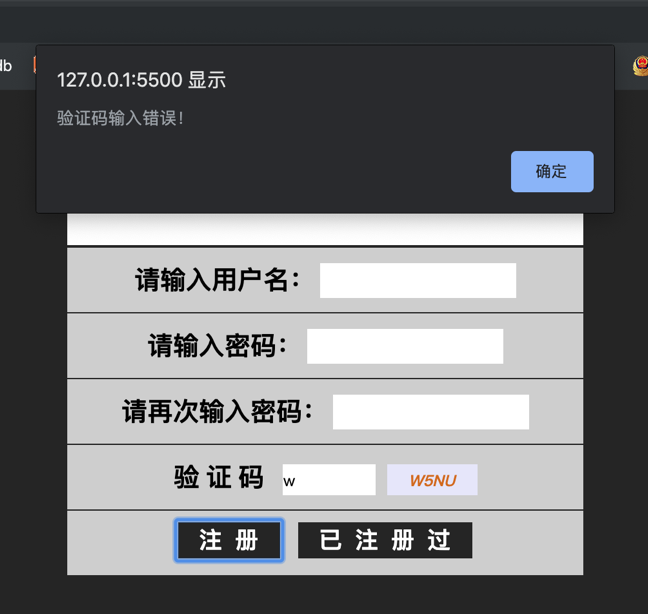 db
127.0.0.1:5500 显示
验证码输入错误！
确定
请输入用户名：
请输入密码：
请再次输入密码：
验 证 码 w W5NU
注 册 已 注 册 过